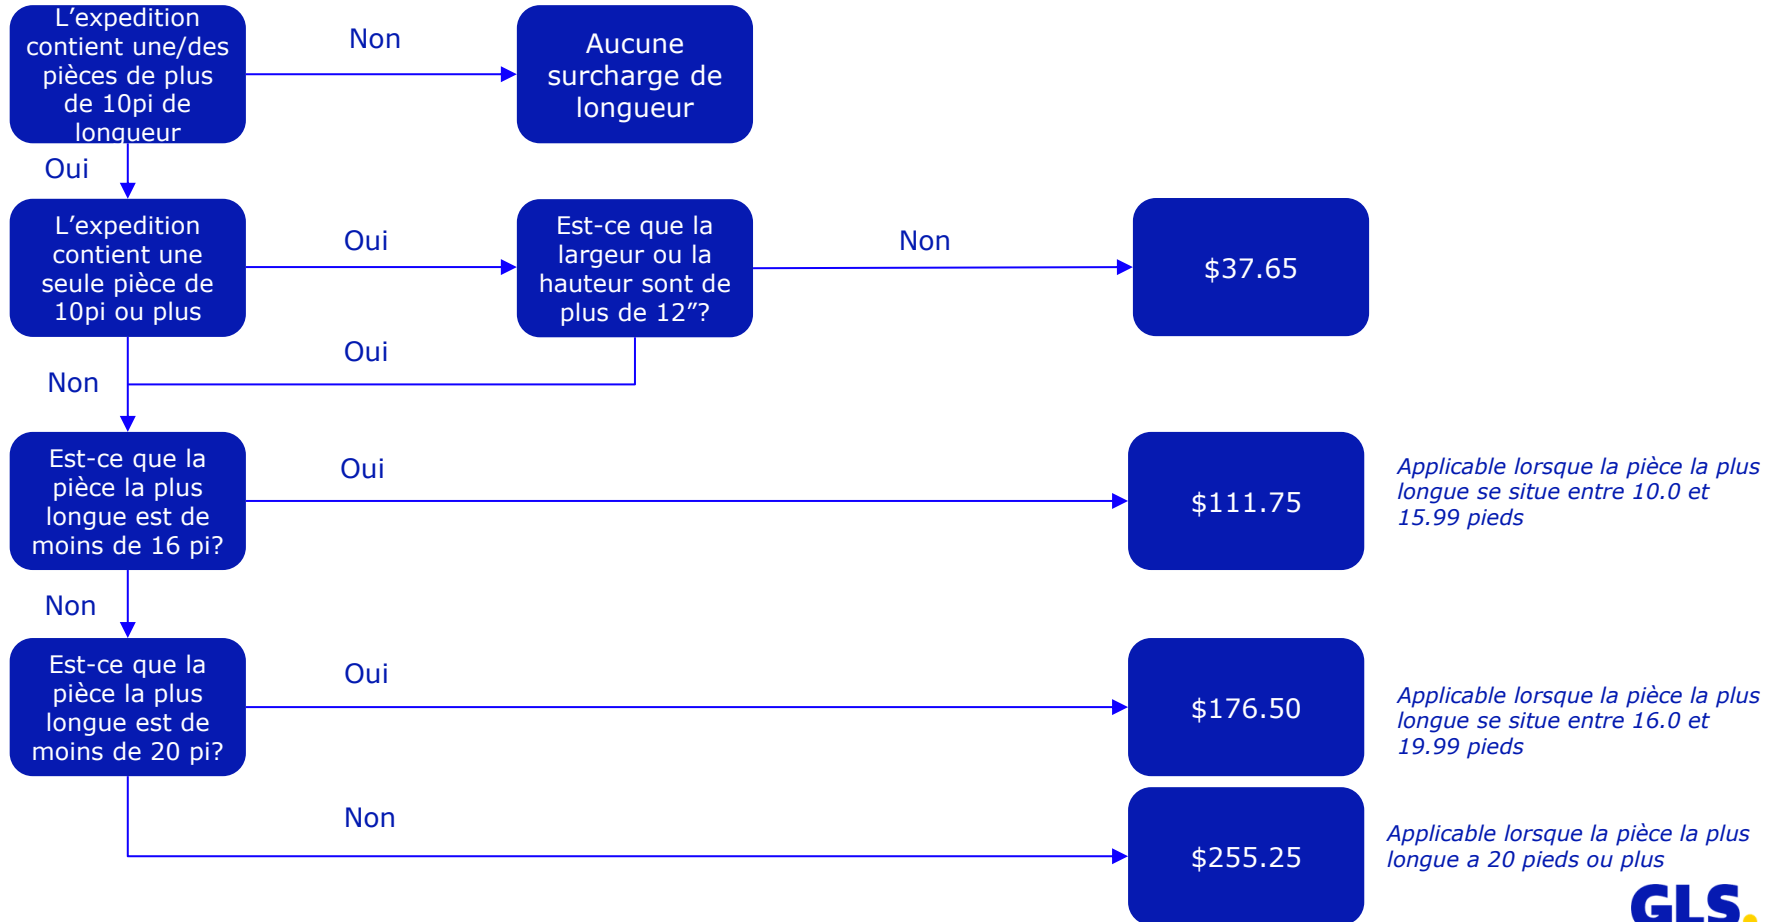 L’expedition
contient une/des
pièces de plus
de 10pi de
longueur
Non
Aucune
surcharge de
longueur
Oui
L’expedition
contient une
seule pièce de
10pi ou plus
Oui
Est-ce que la
largeur ou la
hauteur sont de
plus de 12”?
Non
$37.65
Oui
Non
Est-ce que la
pièce la plus
longue est de
moins de 16 pi?
Oui
$111.75
Applicable lorsque la pièce la plus
longue se situe entre 10.0 et
15.99 pieds
Non
Est-ce que la
pièce la plus
longue est de
moins de 20 pi?
Oui
$176.50
Applicable lorsque la pièce la plus
longue se situe entre 16.0 et
19.99 pieds
Non
$255.25
Applicable lorsque la pièce la plus
longue a 20 pieds ou plus
GLS.